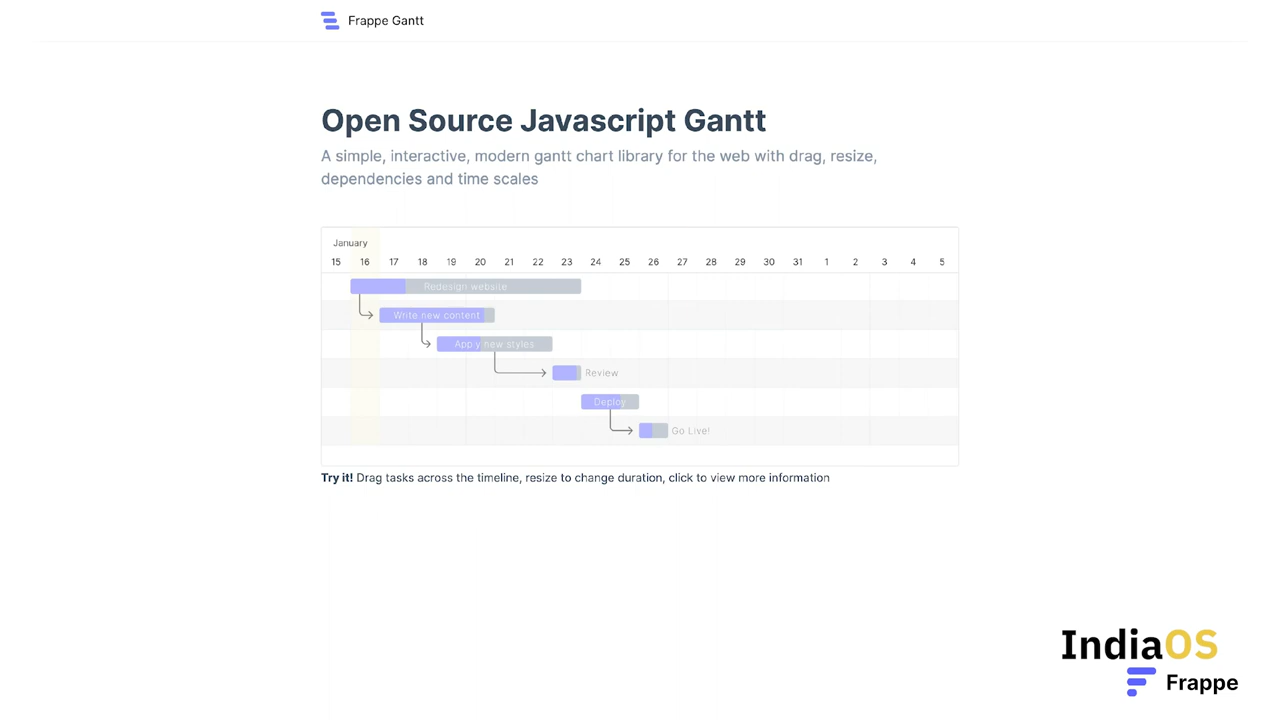 Frappe Gantt
Open Source Javascript Gantt
A simple, interactive, modern gantt chart library for the web with drag, resize,
dependencies and time scales
January
15 16 17 18 19 20 21 22 23 24 25 26 27 28 29 30 31 1 2 3 4 5
Redesign website
Write new content
Apply new styles
Review
Deploy
Go Live!
Try it! Drag tasks across the timeline, resize to change duration, click to view more information
IndiaOS
Frappe